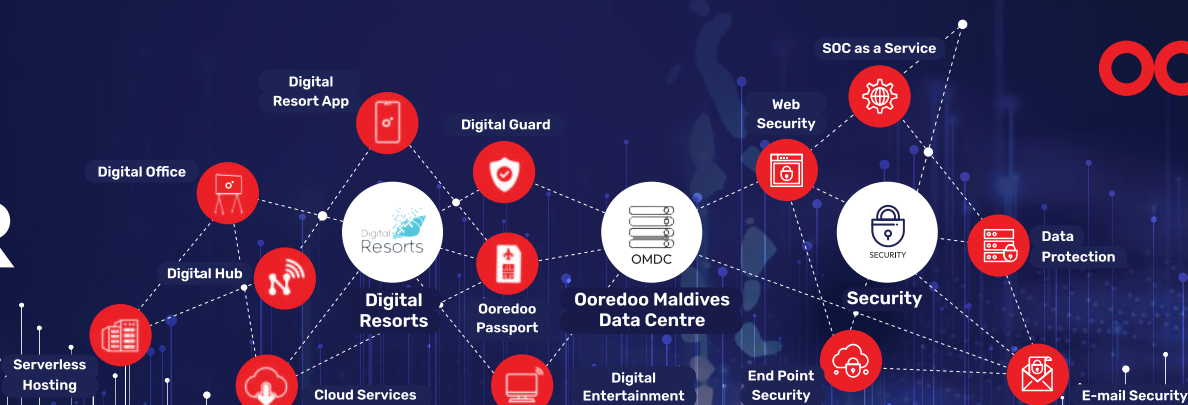 SOC as a Service
Digital
Resort App
Web
Security
Digital Guard
Digital Office
Digital
Resorts
OMDC
SECURITY
Data
Protection
Digital Hub
Digital
Resorts
Ooredoo
Passport
Ooredoo Maldives
Data Centre
Security
Serverless
Hosting
Cloud Services
Digital
Entertainment
End Point
Security
E-mail Security